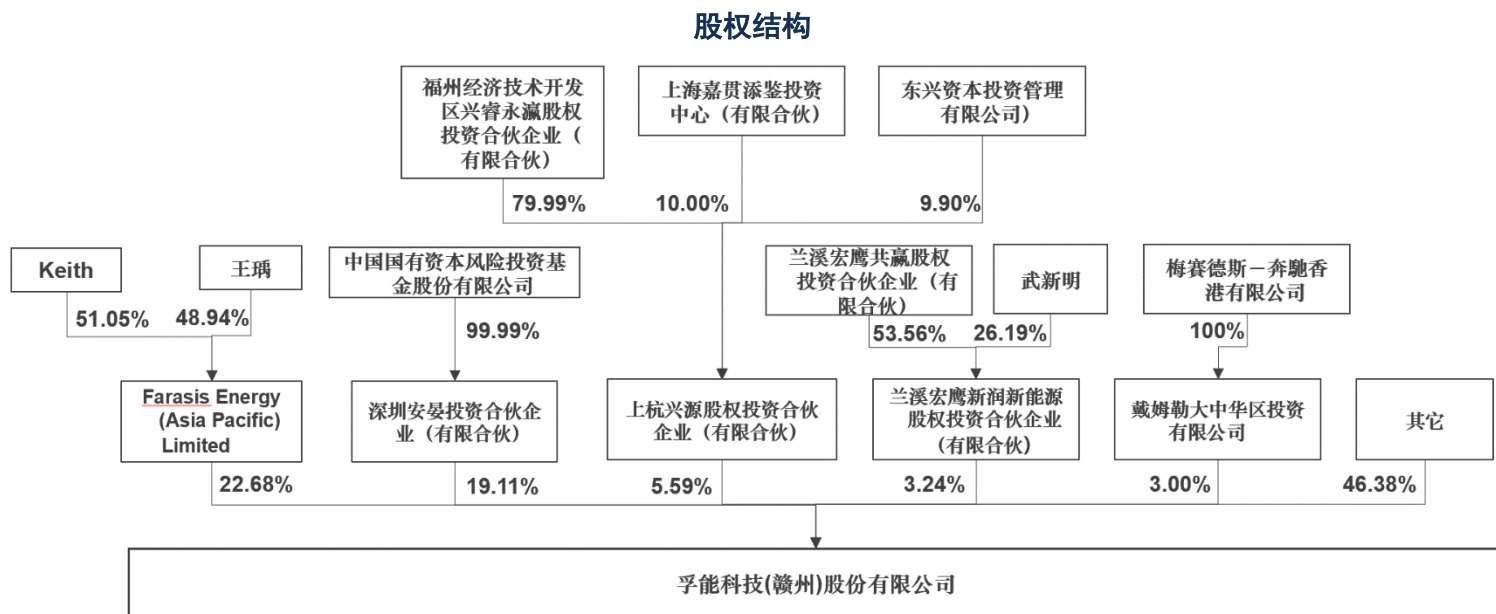 股权结构
福州经济技术开发
区兴睿永瀛股权
投资合伙企业（
有限合伙）
上海嘉贯添鉴投资
中心（有限合伙）
东兴资本投资管理
有限公司）
79.99%
10.00%
9.90%
Keith
王瑀
中国国有资本风险投资基
金股份有限公司
兰溪宏鹰共赢股权
投资合伙企业（有
限合伙）
武新明
梅赛德斯－奔驰香
港有限公司
51.05%
48.94%
99.99%
53.56%
26.19%
100%
Farasis Energy
(Asia Pacific)
Limited
深圳安晏投资合伙企
业（有限合伙）
上杭兴源股权投资合伙
企业（有限合伙）
兰溪宏鹰新润新能源
股权投资合伙企业
（有限合伙）
戴姆勒大中华区投资
有限公司
其它
22.68%
19.11%
5.59%
3.24%
3.00%
46.38%
孚能科技(赣州)股份有限公司